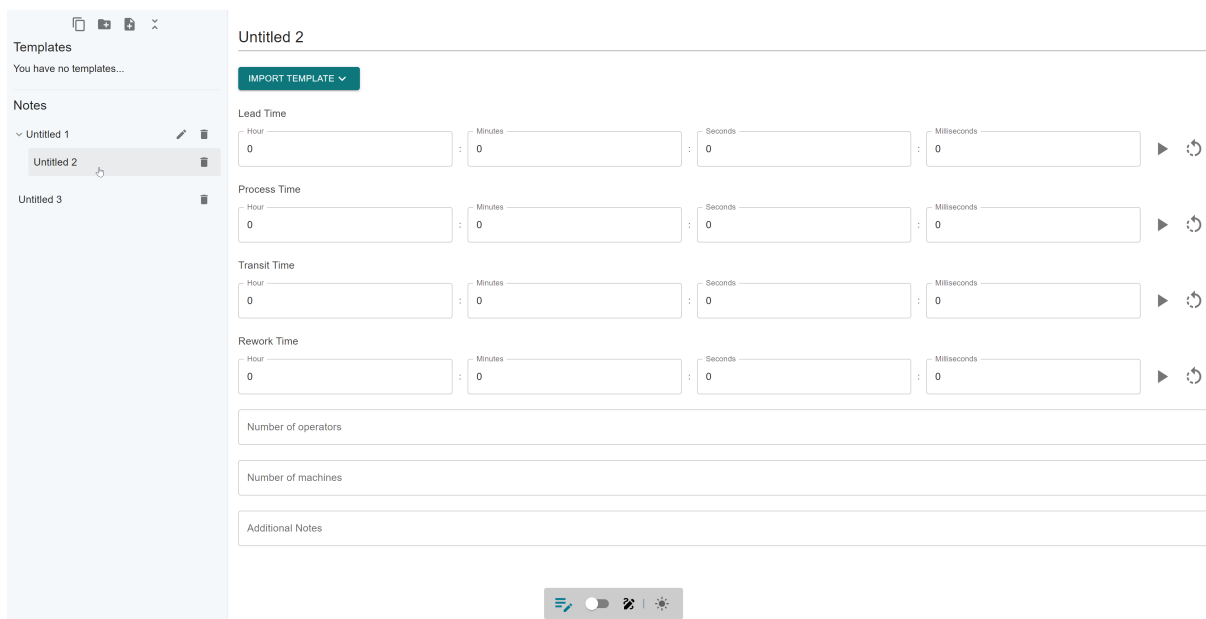 Templates
You have no templates...
Notes
Untitled 1
Untitled 2
Untitled 3
Untitled 2
IMPORT TEMPLATE
Lead Time
Hour Minutes Seconds Milliseconds
0 : 0 : 0 : 0
Process Time
Hour Minutes Seconds Milliseconds
0 : 0 : 0 : 0
Transit Time
Hour Minutes Seconds Milliseconds
0 : 0 : 0 : 0
Rework Time
Hour Minutes Seconds Milliseconds
0 : 0 : 0 : 0
Number of operators
Number of machines
Additional Notes